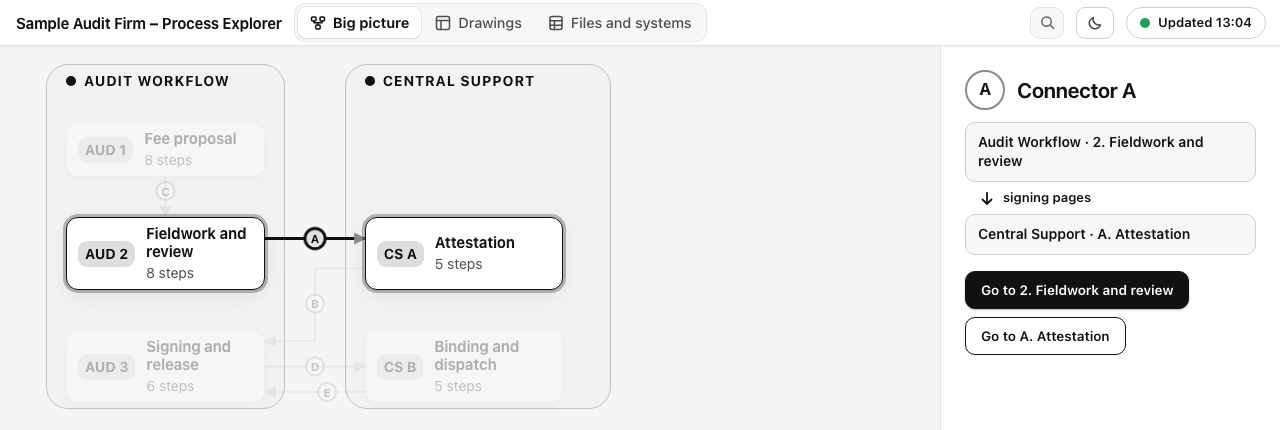 Sample Audit Firm – Process Explorer
Big picture
Drawings
Files and systems
Updated 13:04
AUDIT WORKFLOW
CENTRAL SUPPORT
AUD 1
Fee proposal
8 steps
C
AUD 2
Fieldwork and
review
8 steps
A
CS A
Attestation
5 steps
B
AUD 3
Signing and
release
6 steps
D
E
CS B
Binding and
dispatch
5 steps
A
Connector A
Audit Workflow · 2. Fieldwork and
review
signing pages
Central Support · A. Attestation
Go to 2. Fieldwork and review
Go to A. Attestation